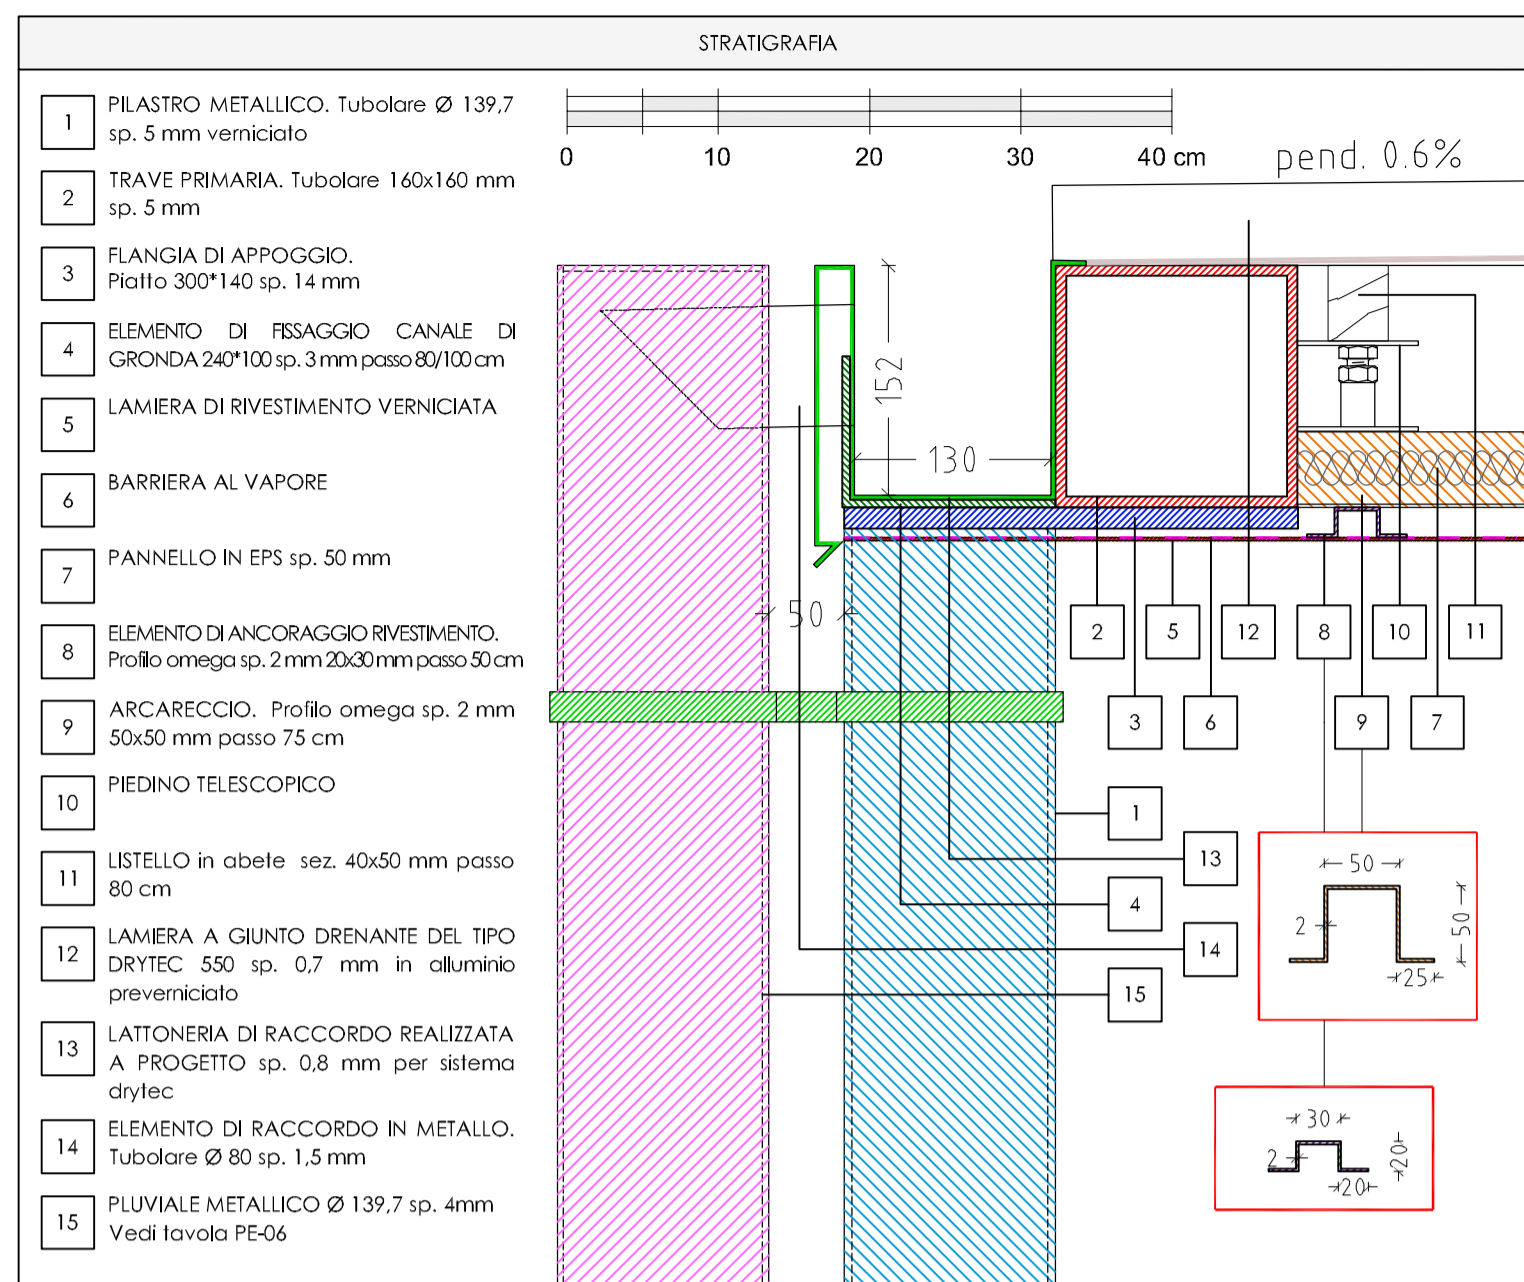 STRATIGRAFIA
1
PILASTRO METALLICO. Tubolare Ø 139,7
sp. 5 mm verniciato
2
TRAVE PRIMARIA. Tubolare 160x160 mm
sp. 5 mm
3
FLANGIA DI APPOGGIO.
Piatto 300*140 sp. 14 mm
4
ELEMENTO DI FISSAGGIO CANALE DI
GRONDA 240*100 sp. 3 mm passo 80/100 cm
5
LAMIERA DI RIVESTIMENTO VERNICIATA
6
BARRIERA AL VAPORE
7
PANNELLO IN EPS sp. 50 mm
8
ELEMENTO DI ANCORAGGIO RIVESTIMENTO.
Profilo omega sp. 2 mm 20x30 mm passo 50 cm
9
ARCARECCIO. Profilo omega sp. 2 mm
50x50 mm passo 75 cm
10
PIEDINO TELESCOPICO
11
LISTELLO in abete sez. 40x50 mm passo
80 cm
12
LAMIERA A GIUNTO DRENANTE DEL TIPO
DRYTEC 550 sp. 0,7 mm in alluminio
preverniciato
13
LATTONERIA DI RACCORDO REALIZZATA
A PROGETTO sp. 0,8 mm per sistema
drytec
14
ELEMENTO DI RACCORDO IN METALLO.
Tubolare Ø 80 sp. 1,5 mm
15
PLUVIALE METALLICO Ø 139,7 sp. 4mm
Vedi tavola PE-06
0 10 20 30 40 cm
pend. 0.6%
152
130
50
2 5 12 8 10 11
3 6 9 7
1
13
4
14
15
50
50
2
25
30
20
2
20